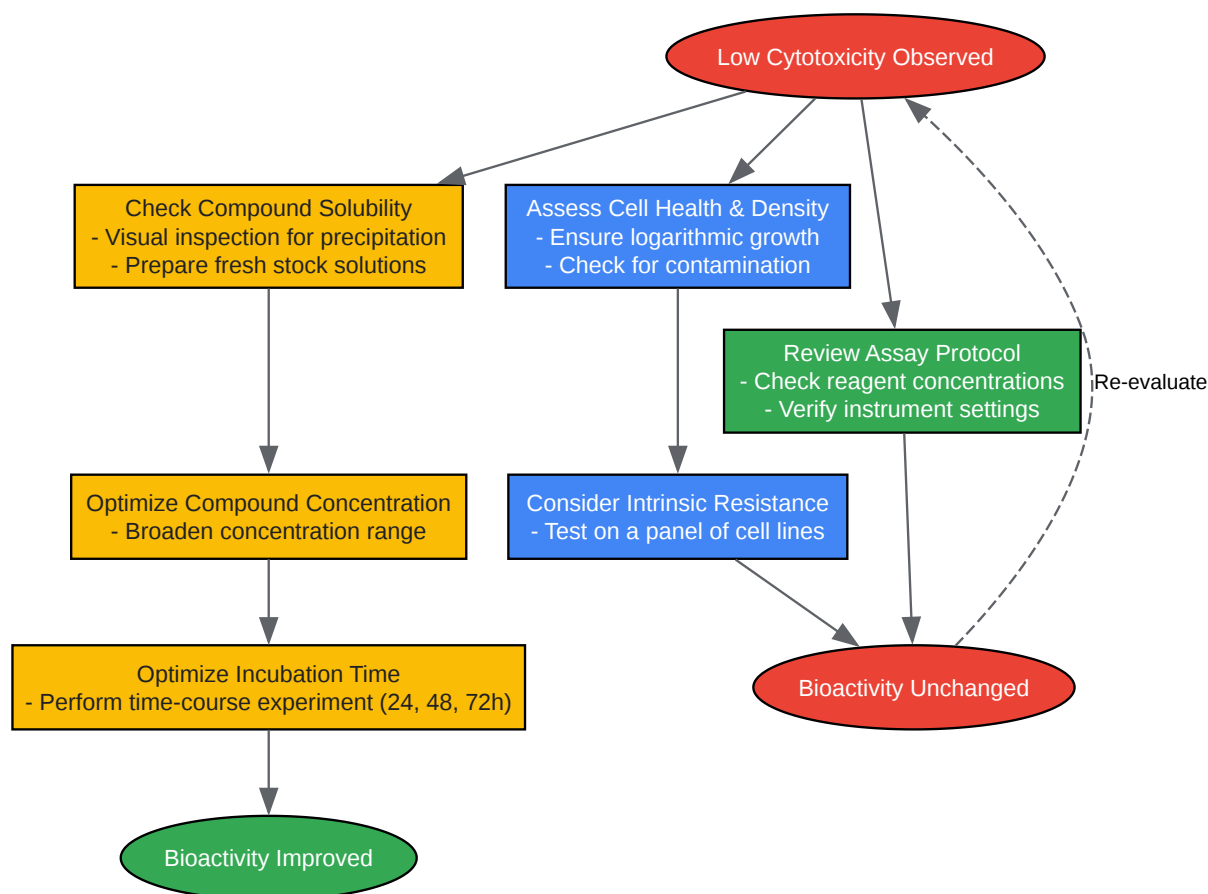 Low Cytotoxicity Observed
Check Compound Solubility
- Visual inspection for precipitation
- Prepare fresh stock solutions
Assess Cell Health & Density
- Ensure logarithmic growth
- Check for contamination
Review Assay Protocol
- Check reagent concentrations
- Verify instrument settings
Re-evaluate
Optimize Compound Concentration
- Broaden concentration range
Consider Intrinsic Resistance
- Test on a panel of cell lines
Optimize Incubation Time
- Perform time-course experiment (24, 48, 72h)
Bioactivity Unchanged
Bioactivity Improved